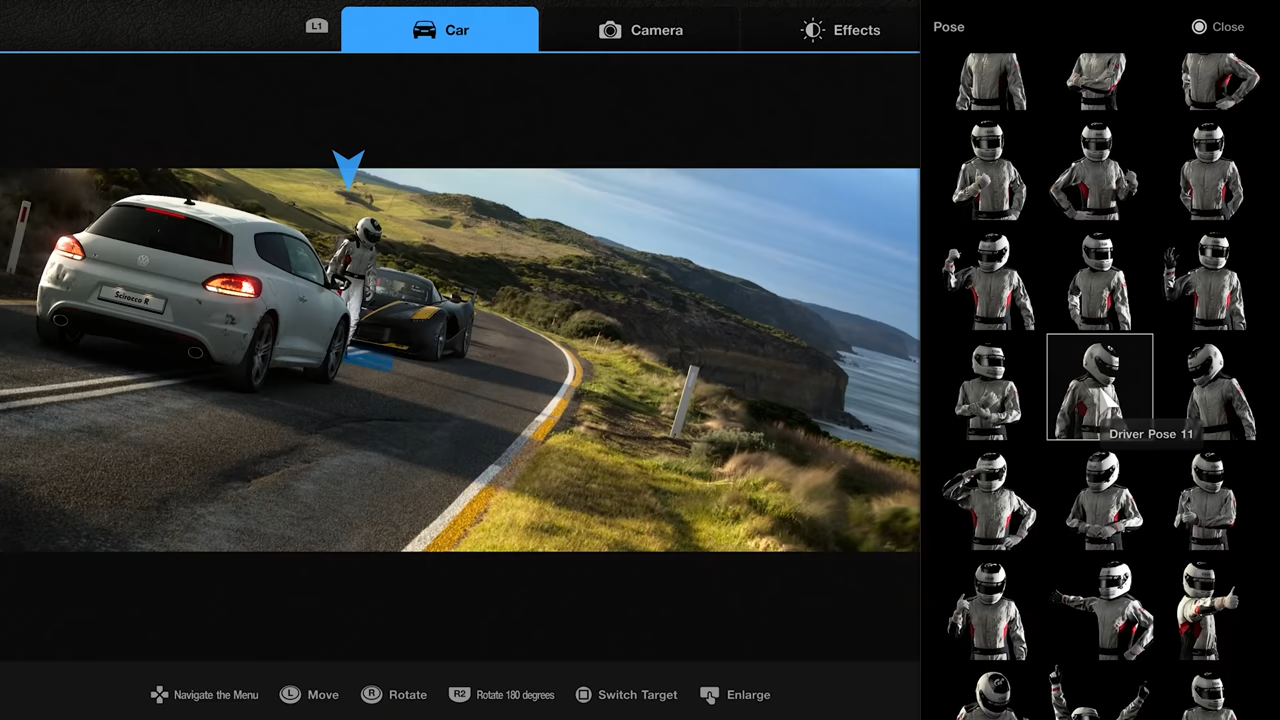 L1
Car
Camera
Effects
Pose
Close
Scirocco R
Driver Pose 11
Navigate the Menu
L
Move
R
Rotate
R2
Rotate 180 degrees
Switch Target
Enlarge